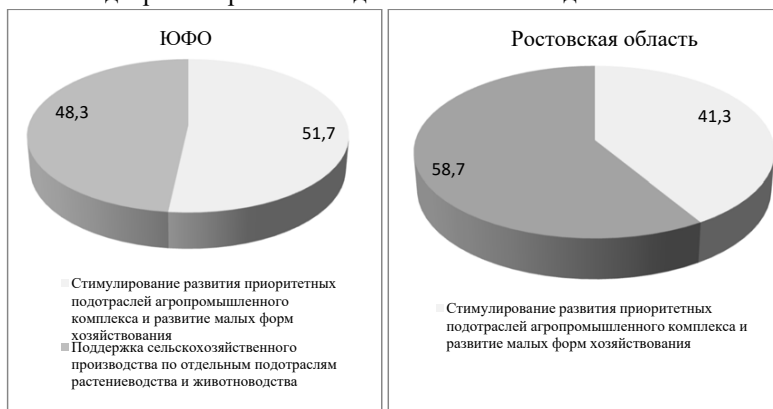 ЮФО
48,3
51,7
Стимулирование развития приоритетных
подотраслей агропромышленного
комплекса и развитие малых форм
хозяйствования
Поддержка сельскохозяйственного
производства по отдельным подотраслям
растениеводства и животноводства
Ростовская область
41,3
58,7
Стимулирование развития приоритетных
подотраслей агропромышленного комплекса и
развитие малых форм хозяйствования